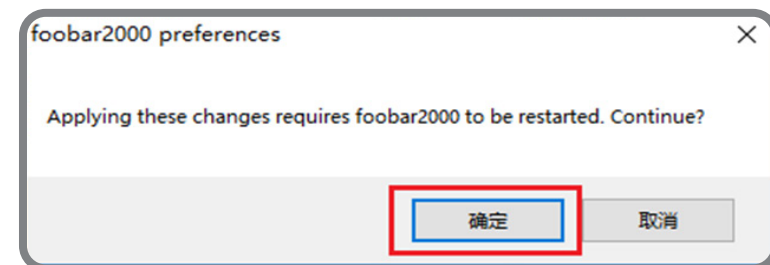 foobar2000 preferences
Applying these changes requires foobar2000 to be restarted. Continue?
确定 取消